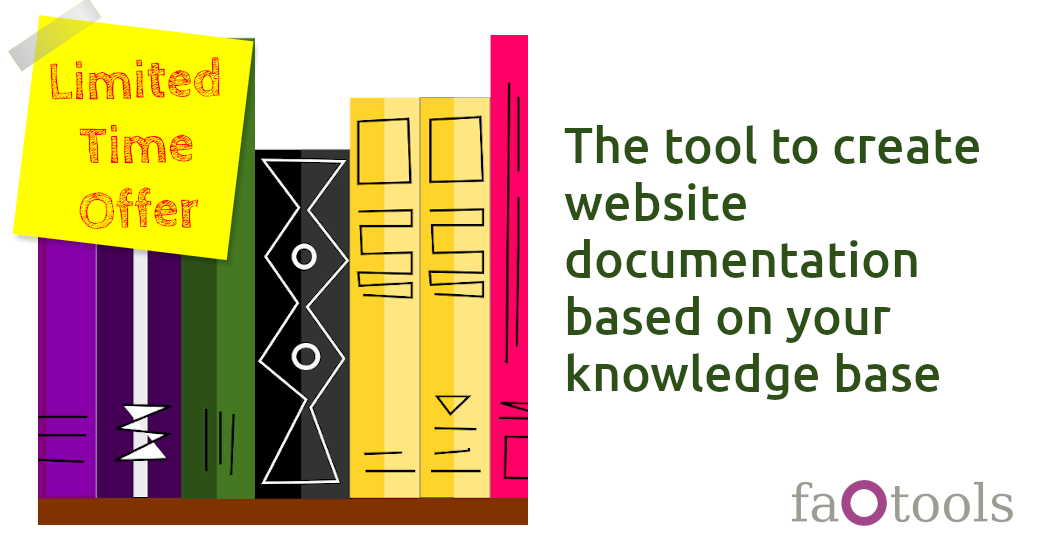 Limited
Time
Offer
The tool to create
website
documentation
based on your
knowledge base
faOtools